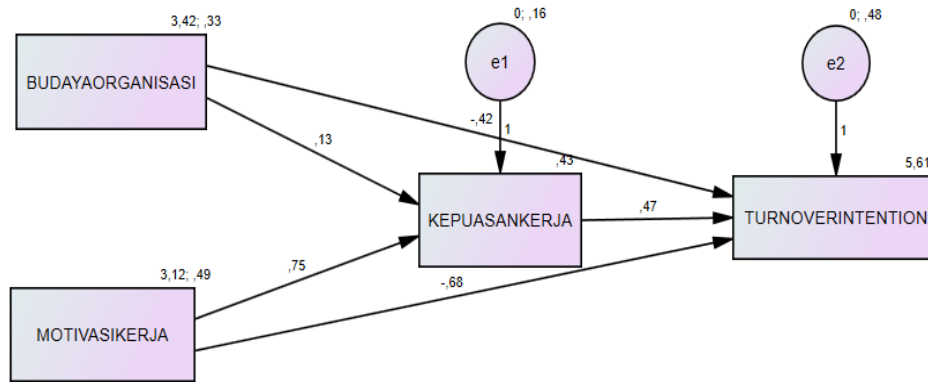 3,42; ,33
0; ,16
0; ,48
BUDAYAORGANISASI
e1
e2
-,42
1
1
,13
,43
5,61
KEPUASANKERJA
,47
TURNOVERINTENTION
3,12; ,49
,75
-,68
MOTIVASIKERJA